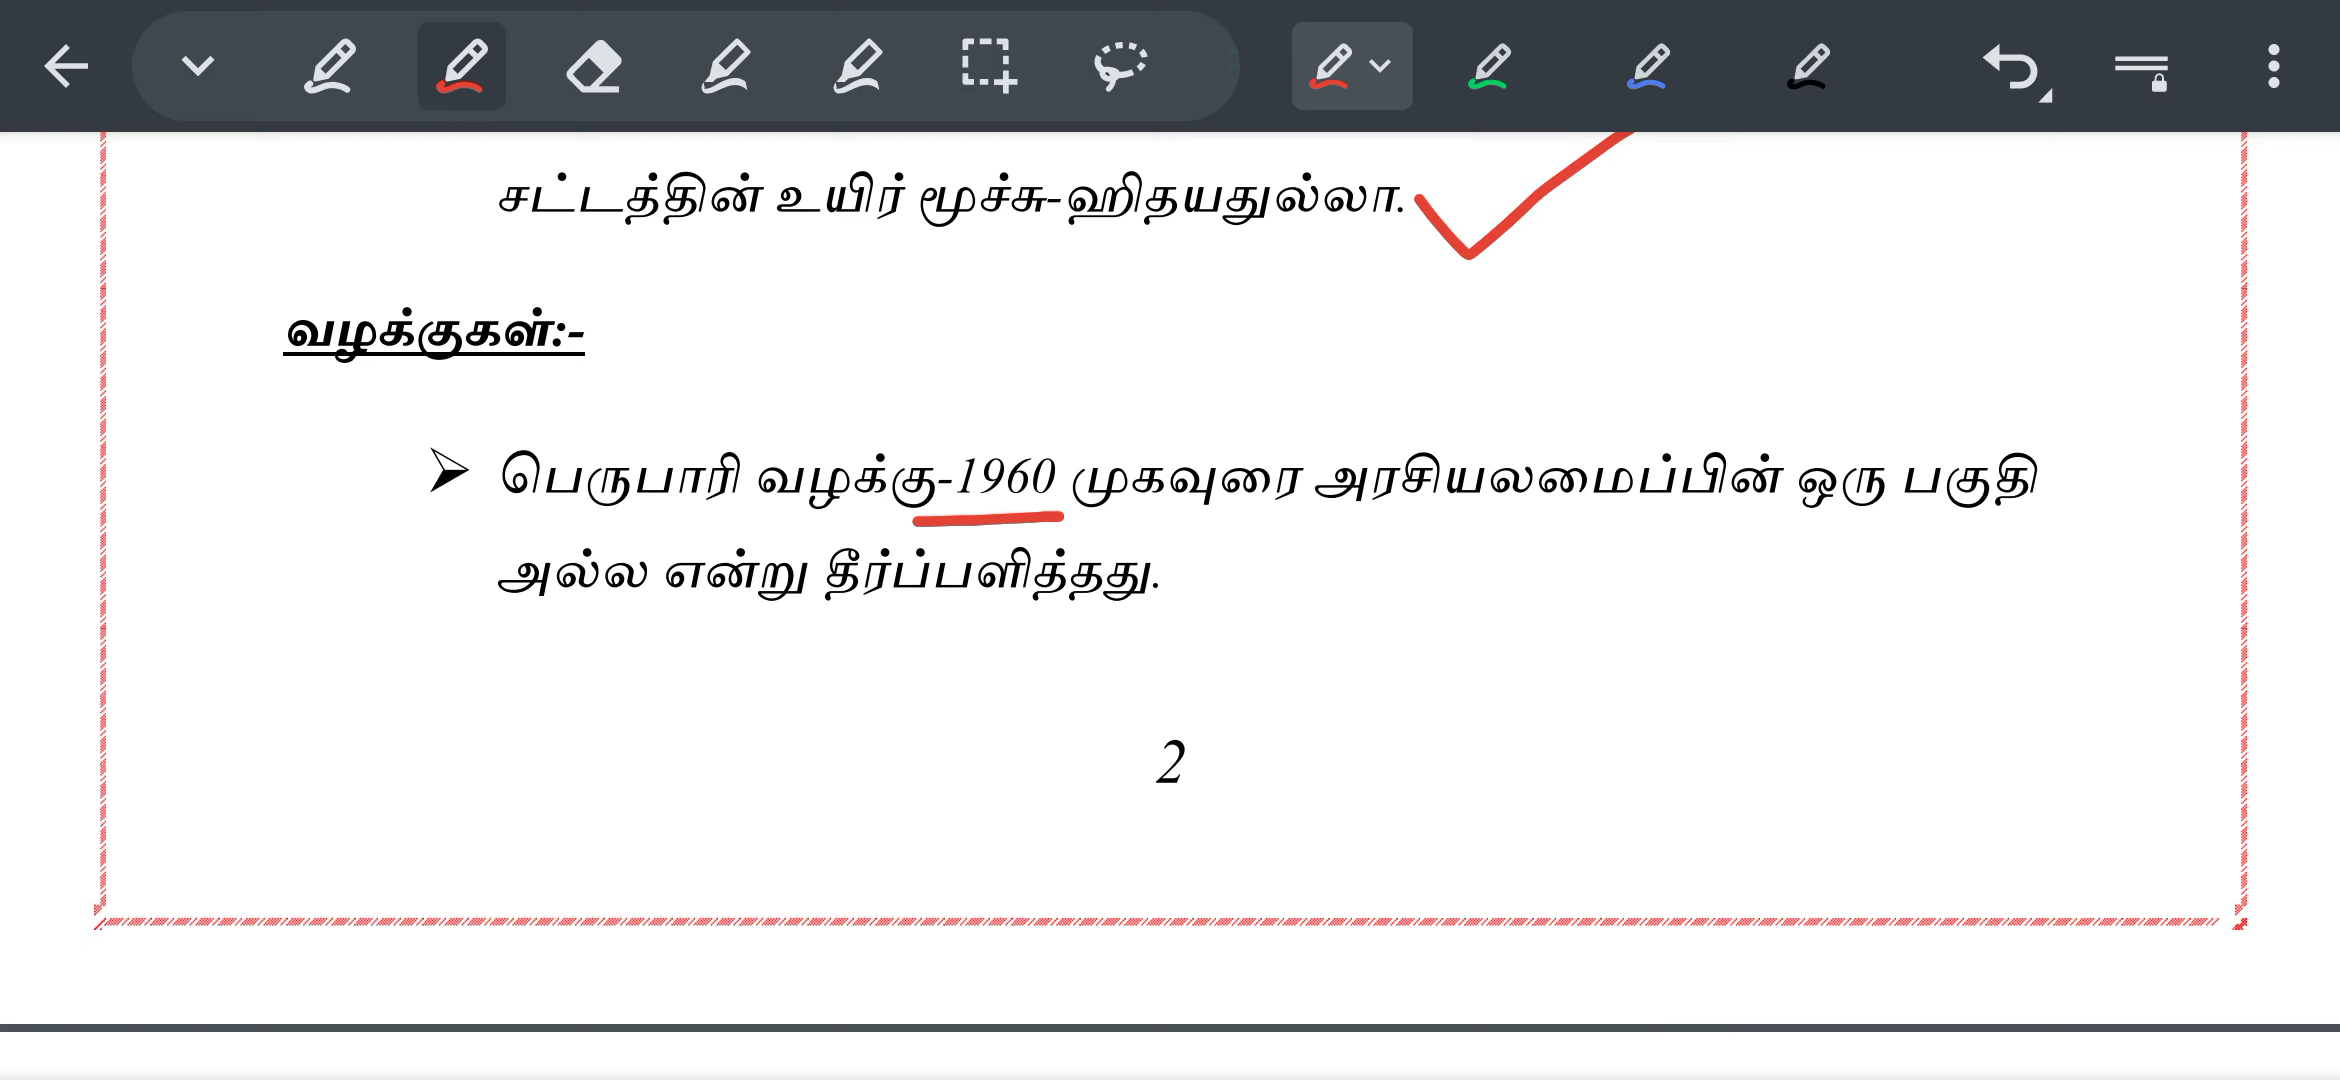 சட்டத்தின் உயிர் மூச்சு-ஹிதயதுல்லா.
வழக்குகள்:-
➢ பெருபாரி வழக்கு-1960 முகவுரை அரசியலமைப்பின் ஒரு பகுதி
அல்ல என்று தீர்ப்பளித்தது.
2